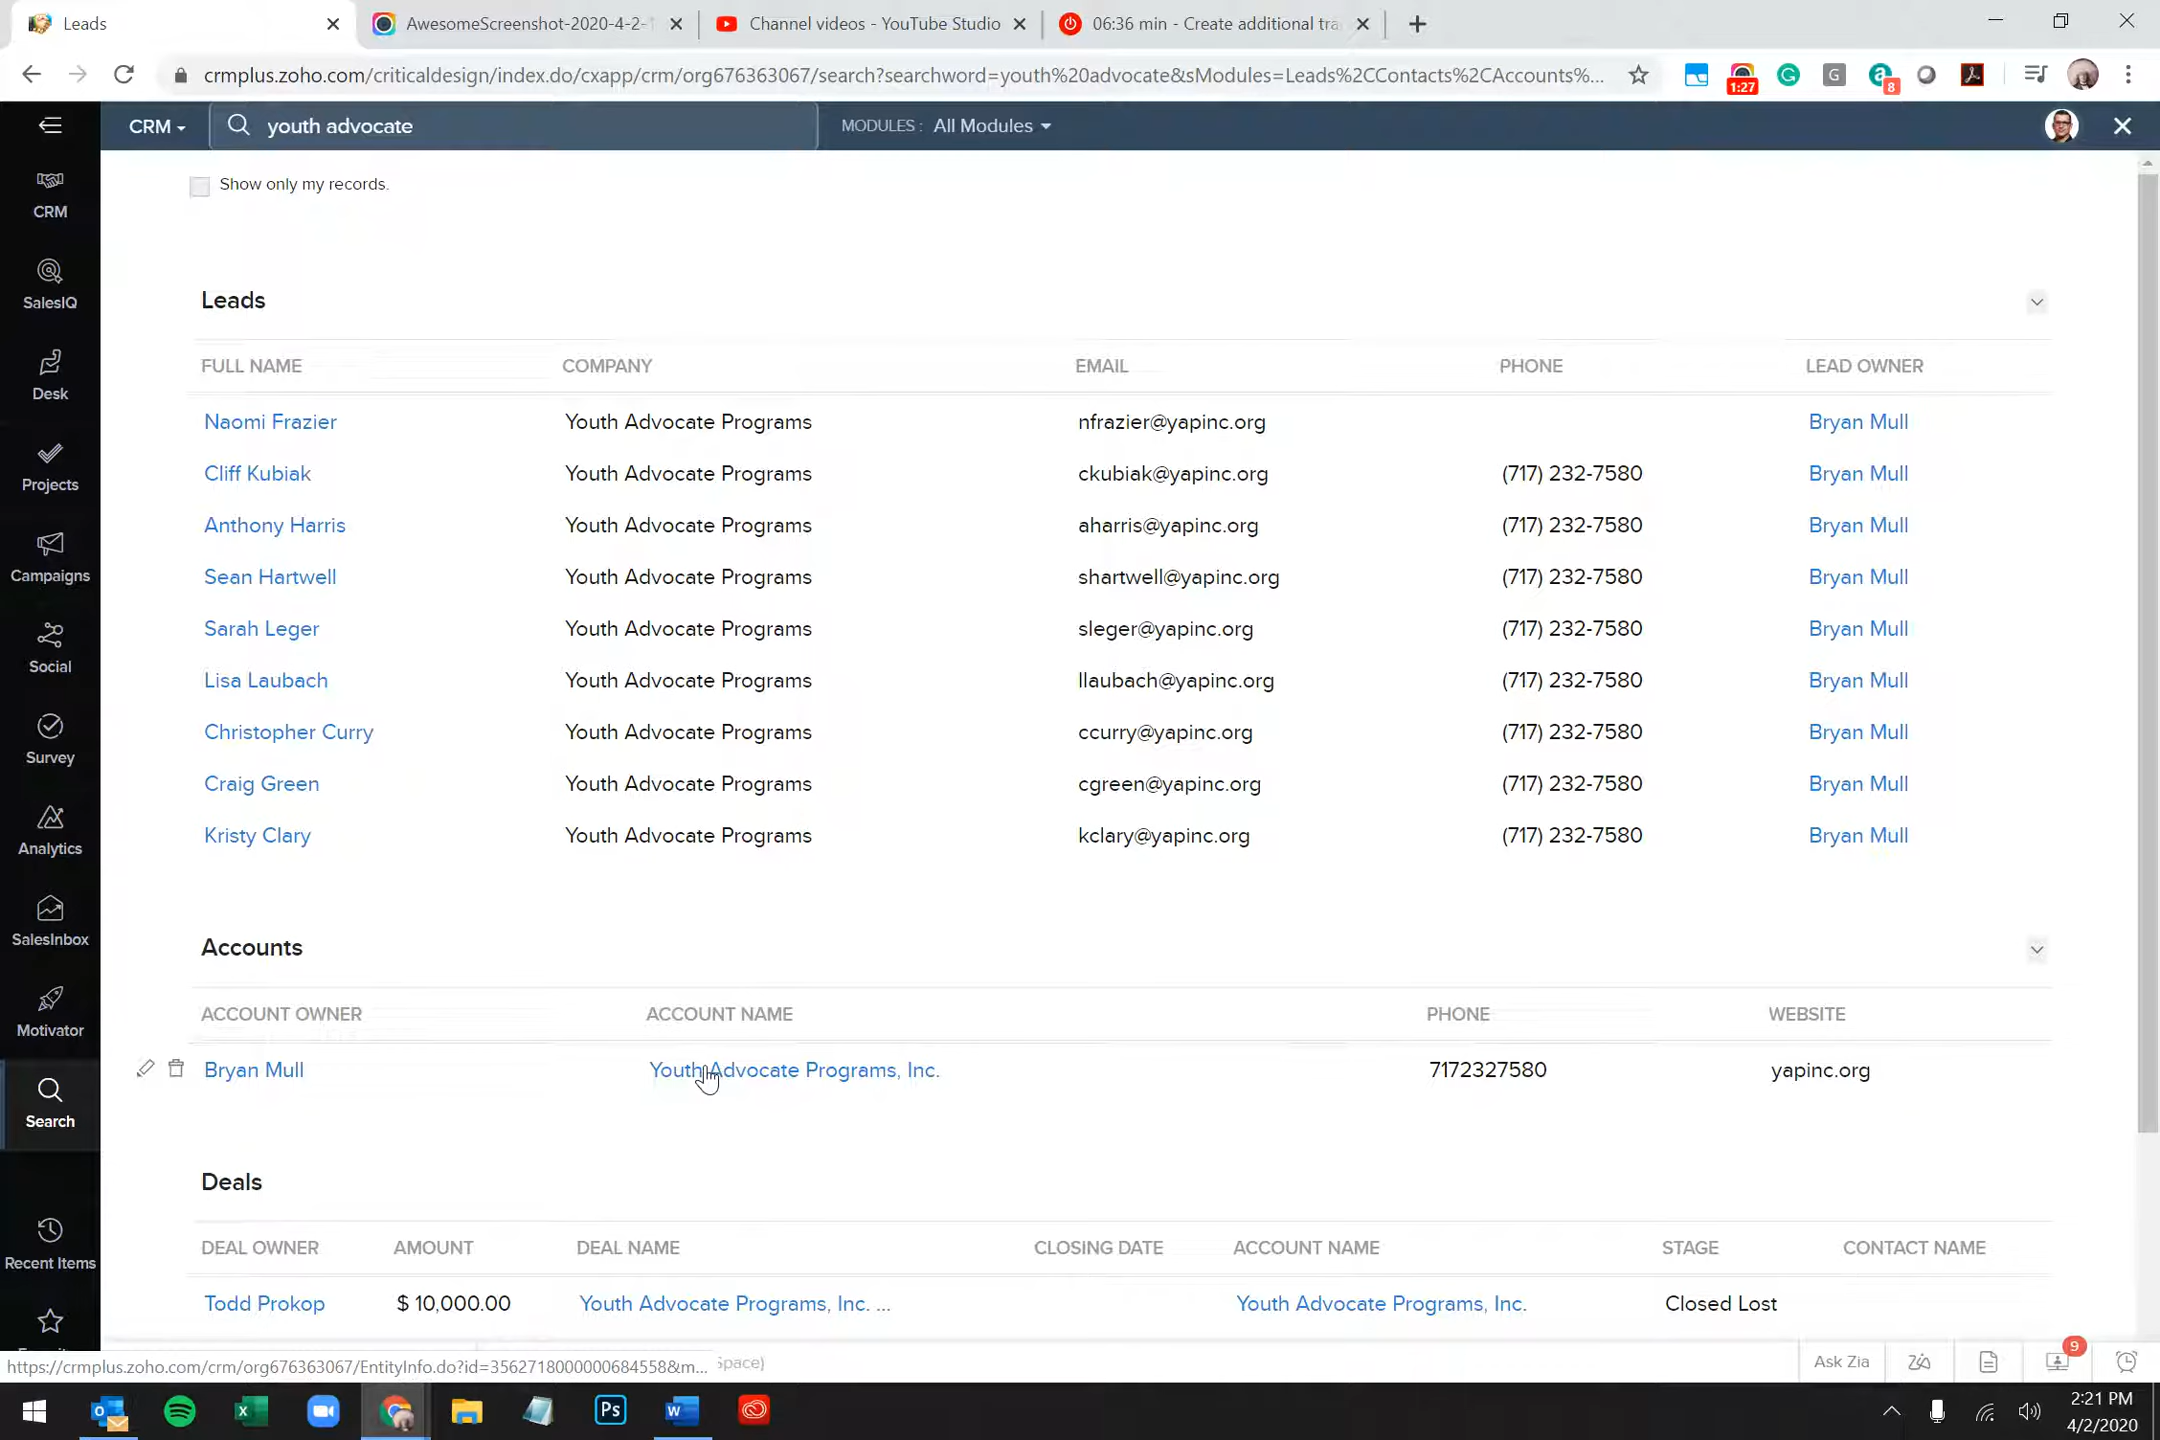 Leads
AwesomeScreenshot-2020-4-2-
Channel videos - YouTube Studio
06:36 min - Create additional tra
crmplus.zoho.com/criticaldesign/index.do/cxapp/crm/org676363067/search?searchword=youth%20advocate&sModules=Leads%2CContacts%2CAccounts%...
1:27
8
CRM
youth advocate
MODULES : All Modules
Show only my records.
CRM
SalesIQ
Desk
Projects
Campaigns
Social
Survey
Analytics
SalesInbox
Motivator
Search
Recent Items
Leads
FULL NAME COMPANY EMAIL PHONE LEAD OWNER
Naomi Frazier Youth Advocate Programs nfrazier@yapinc.org Bryan Mull
Cliff Kubiak Youth Advocate Programs ckubiak@yapinc.org (717) 232-7580 Bryan Mull
Anthony Harris Youth Advocate Programs aharris@yapinc.org (717) 232-7580 Bryan Mull
Sean Hartwell Youth Advocate Programs shartwell@yapinc.org (717) 232-7580 Bryan Mull
Sarah Leger Youth Advocate Programs sleger@yapinc.org (717) 232-7580 Bryan Mull
Lisa Laubach Youth Advocate Programs llaubach@yapinc.org (717) 232-7580 Bryan Mull
Christopher Curry Youth Advocate Programs ccurry@yapinc.org (717) 232-7580 Bryan Mull
Craig Green Youth Advocate Programs cgreen@yapinc.org (717) 232-7580 Bryan Mull
Kristy Clary Youth Advocate Programs kclary@yapinc.org (717) 232-7580 Bryan Mull
Accounts
ACCOUNT OWNER ACCOUNT NAME PHONE WEBSITE
Bryan Mull Youth Advocate Programs, Inc. 7172327580 yapinc.org
Deals
DEAL OWNER AMOUNT DEAL NAME CLOSING DATE ACCOUNT NAME STAGE CONTACT NAME
Todd Prokop $ 10,000.00 Youth Advocate Programs, Inc. ... Youth Advocate Programs, Inc. Closed Lost
https://crmplus.zoho.com/crm/org676363067/EntityInfo.do?id=3562718000000684558&m...
Space)
Ask Zia
9
2:21 PM
4/2/2020